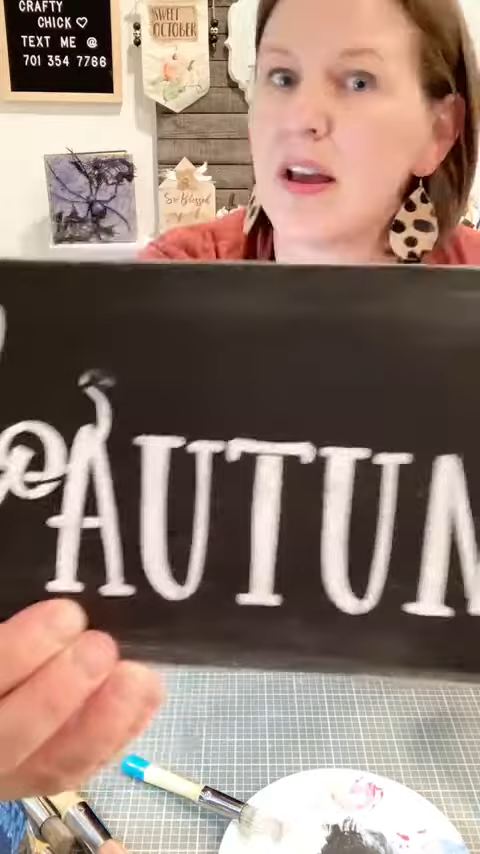 CRAFTY
CHICK ♡
TEXT ME @
701 354 7766
SWEET
OCTOBER
So Blessed
AUTUM